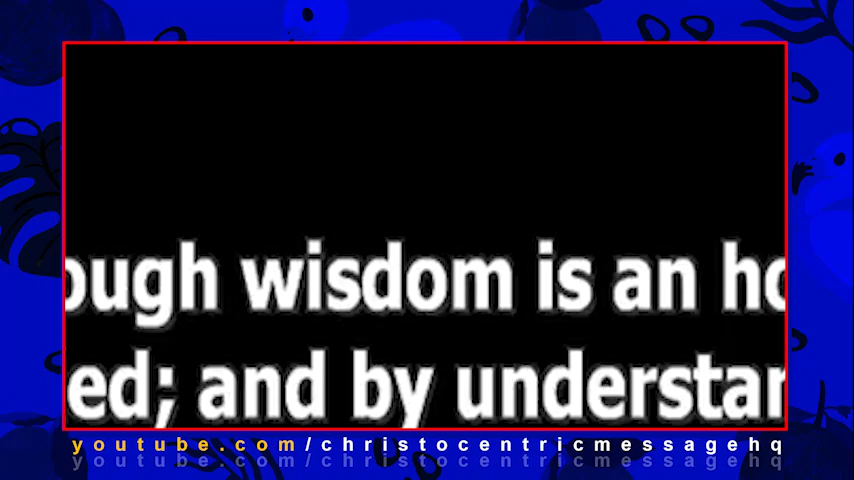 ough wisdom is an ho
ed; and by understan
youtube.com/christocentricmessagehq